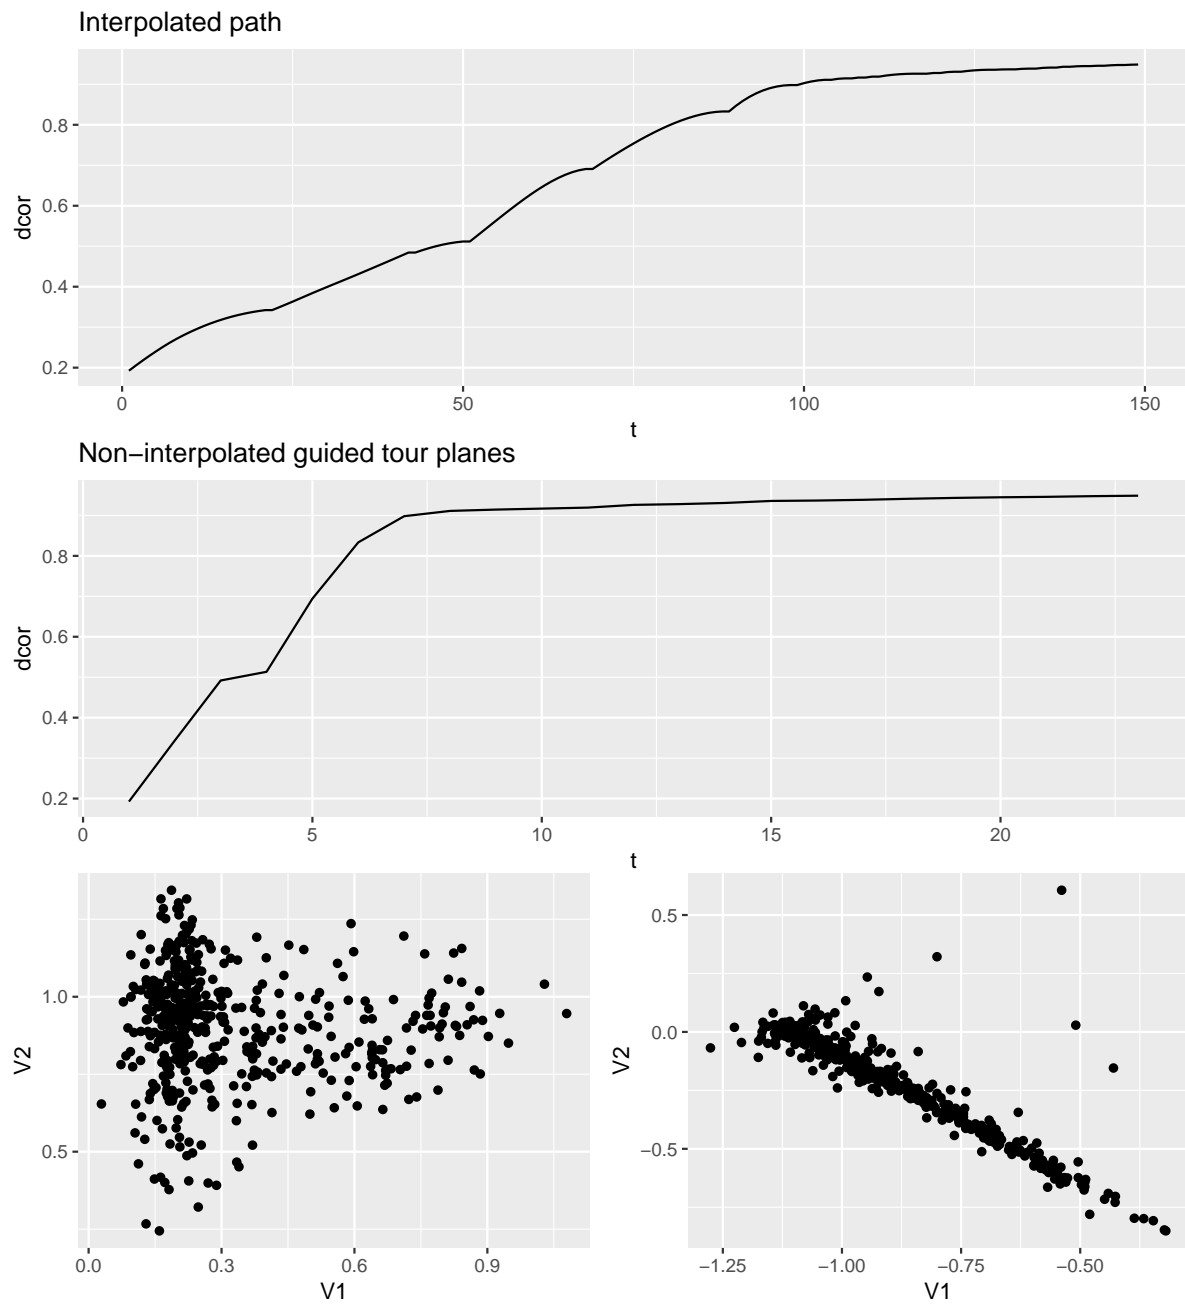 Interpolated path
0.8
0.6
0.4
0.2
dcor
0 50 100 150
t
Non−interpolated guided tour planes
0.8
0.6
0.4
0.2
dcor
0 5 10 15 20
t
1.0
0.5
V2
0.0 0.3 0.6 0.9
V1
0.5
0.0
−0.5
V2
−1.25 −1.00 −0.75 −0.50
V1